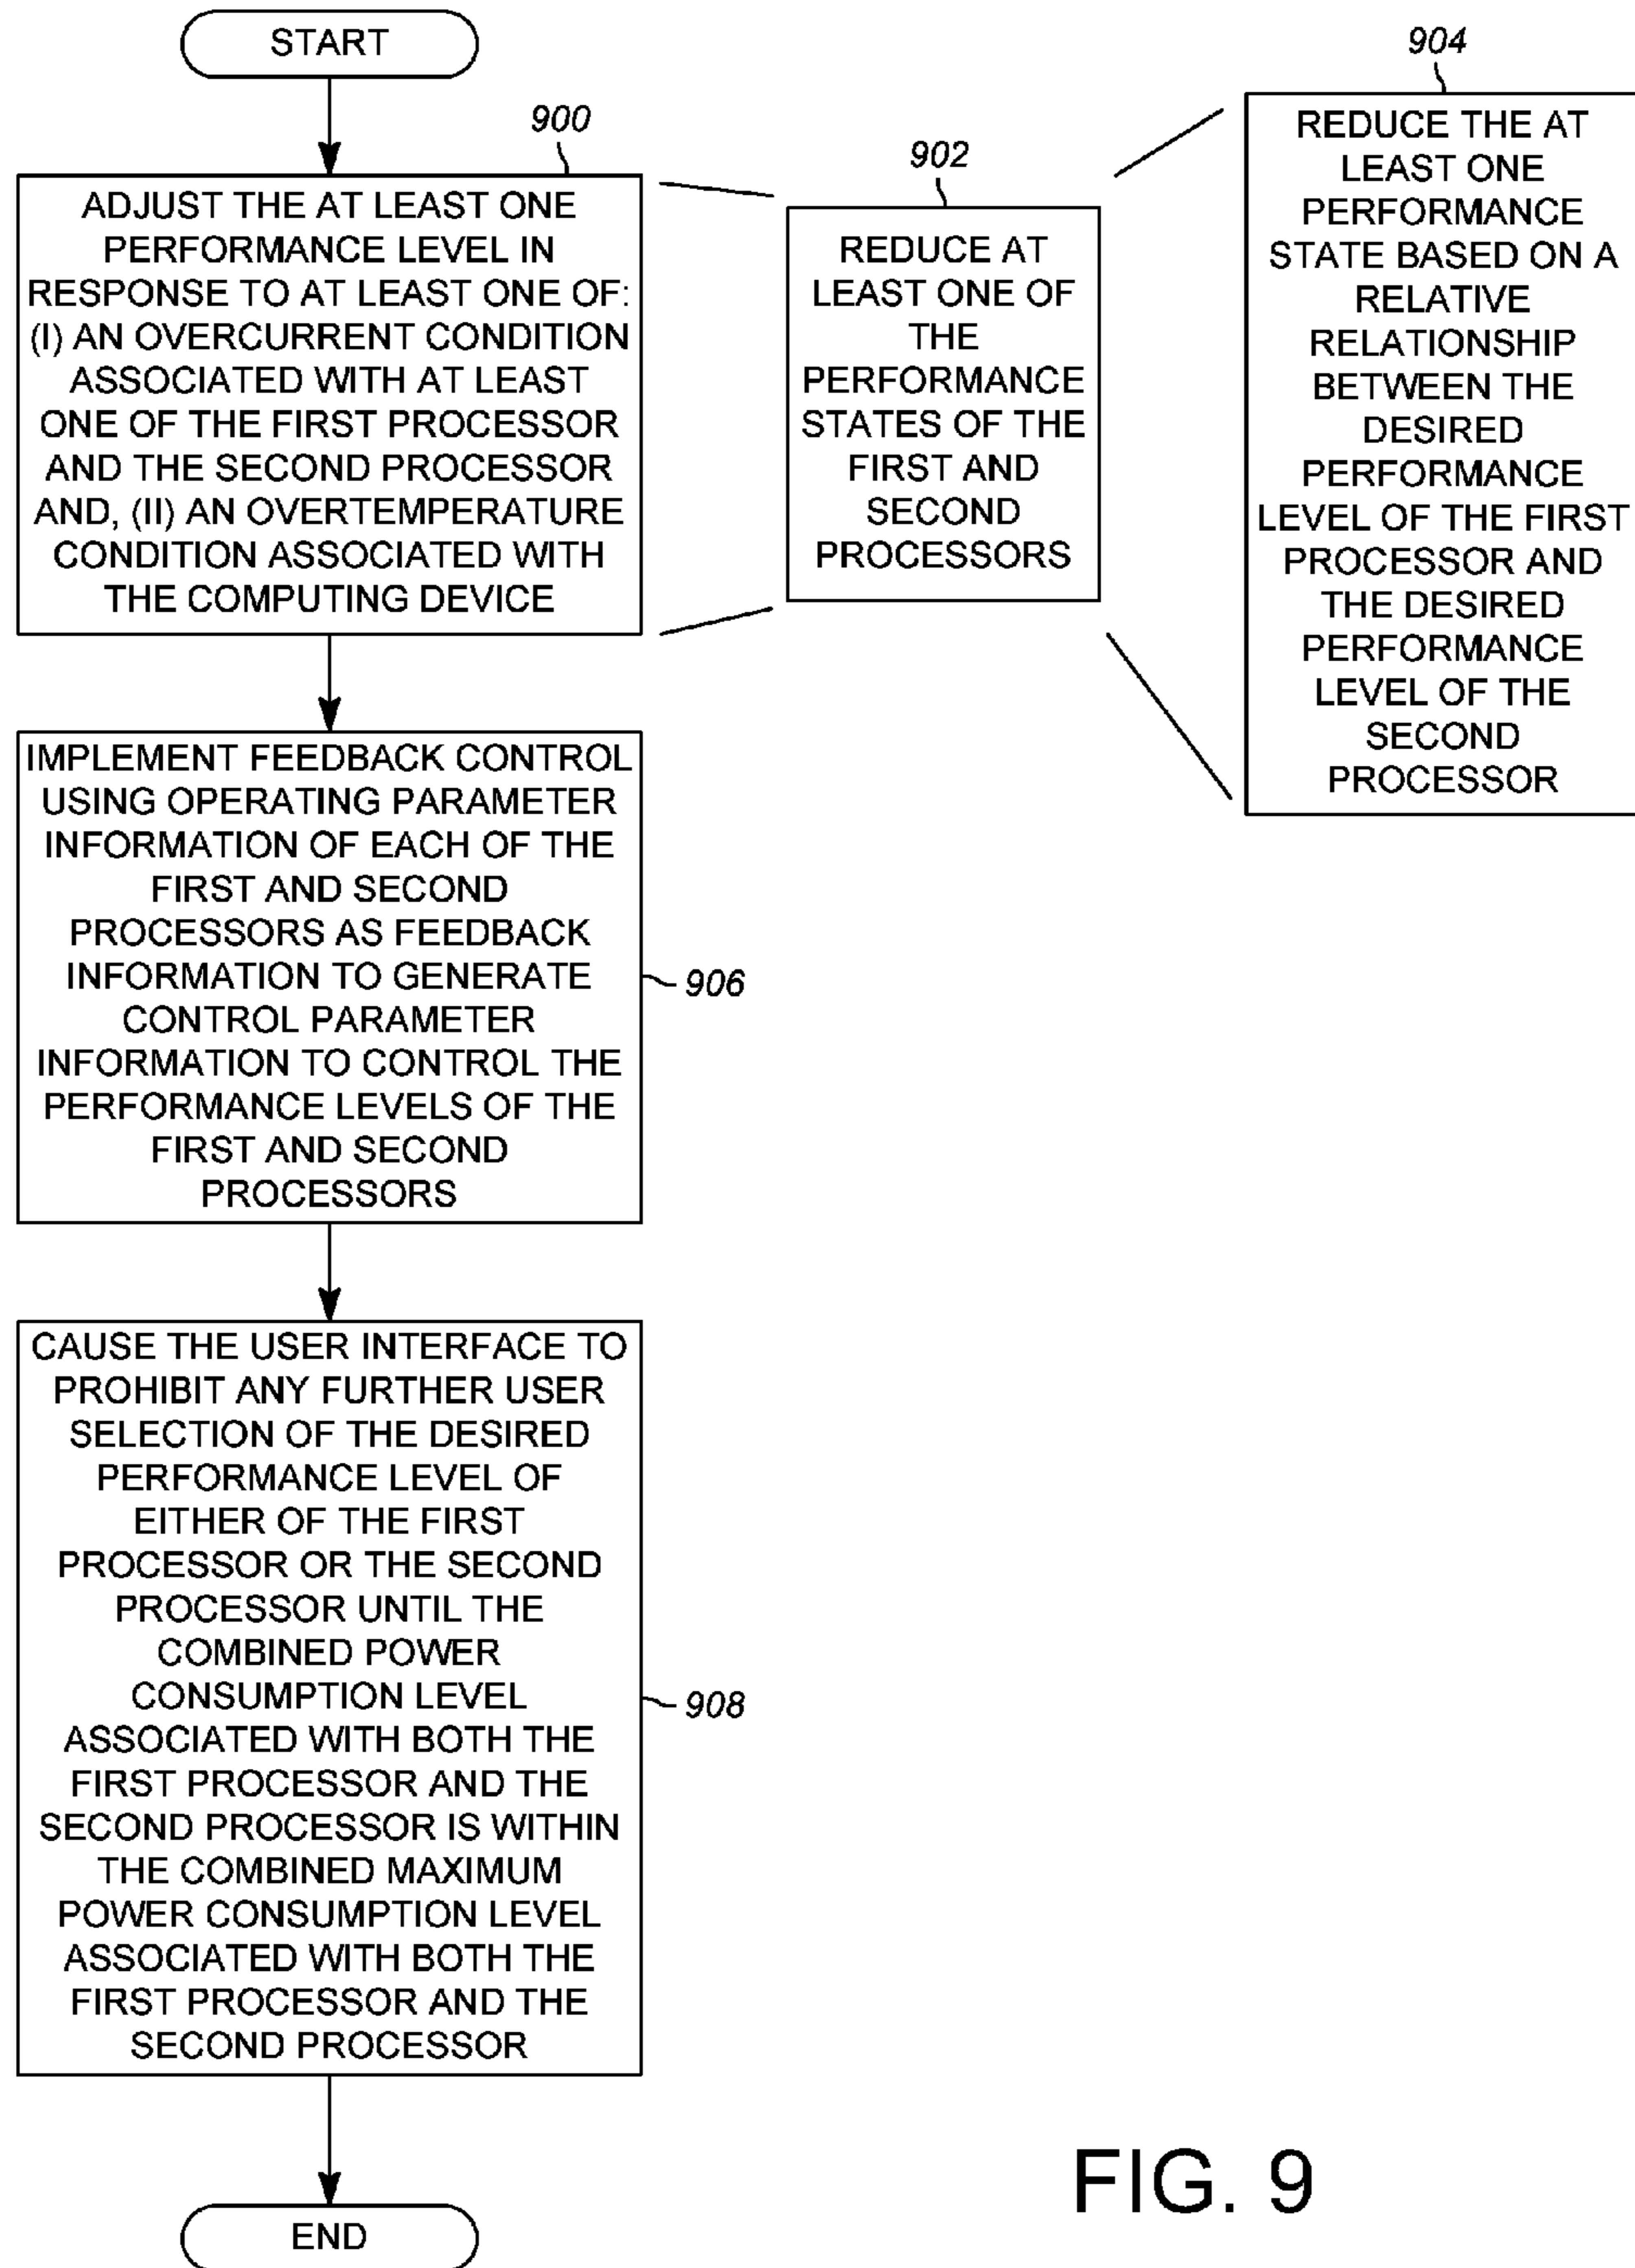 START
900
ADJUST THE AT LEAST ONE
PERFORMANCE LEVEL IN
RESPONSE TO AT LEAST ONE OF:
(I) AN OVERCURRENT CONDITION
ASSOCIATED WITH AT LEAST
ONE OF THE FIRST PROCESSOR
AND THE SECOND PROCESSOR
AND, (II) AN OVERTEMPERATURE
CONDITION ASSOCIATED WITH
THE COMPUTING DEVICE
902
REDUCE AT
LEAST ONE OF
THE
PERFORMANCE
STATES OF THE
FIRST AND
SECOND
PROCESSORS
904
REDUCE THE AT
LEAST ONE
PERFORMANCE
STATE BASED ON A
RELATIVE
RELATIONSHIP
BETWEEN THE
DESIRED
PERFORMANCE
LEVEL OF THE FIRST
PROCESSOR AND
THE DESIRED
PERFORMANCE
LEVEL OF THE
SECOND
PROCESSOR
IMPLEMENT FEEDBACK CONTROL
USING OPERATING PARAMETER
INFORMATION OF EACH OF THE
FIRST AND SECOND
PROCESSORS AS FEEDBACK
INFORMATION TO GENERATE
CONTROL PARAMETER
INFORMATION TO CONTROL THE
PERFORMANCE LEVELS OF THE
FIRST AND SECOND
PROCESSORS
906
CAUSE THE USER INTERFACE TO
PROHIBIT ANY FURTHER USER
SELECTION OF THE DESIRED
PERFORMANCE LEVEL OF
EITHER OF THE FIRST
PROCESSOR OR THE SECOND
PROCESSOR UNTIL THE
COMBINED POWER
CONSUMPTION LEVEL
ASSOCIATED WITH BOTH THE
FIRST PROCESSOR AND THE
SECOND PROCESSOR IS WITHIN
THE COMBINED MAXIMUM
POWER CONSUMPTION LEVEL
ASSOCIATED WITH BOTH THE
FIRST PROCESSOR AND THE
SECOND PROCESSOR
908
END
FIG. 9